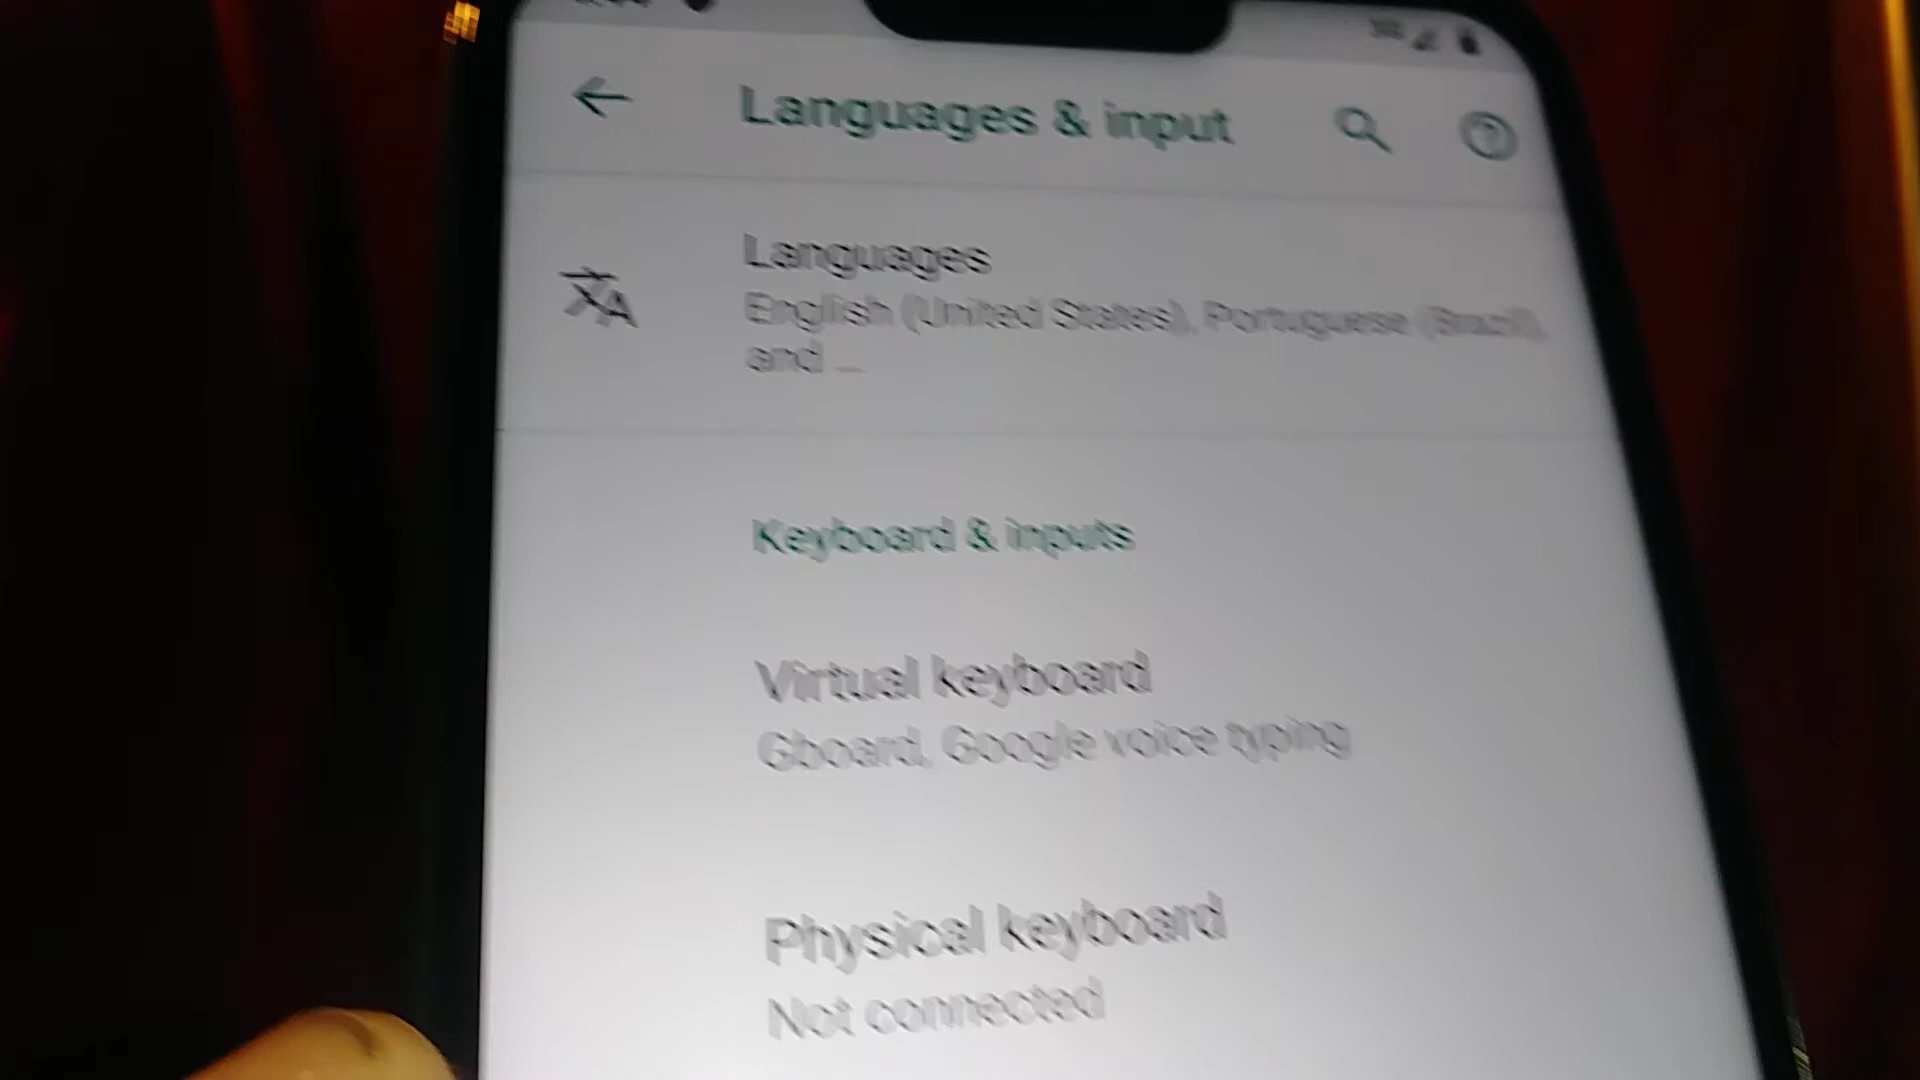 Languages & input
Languages
English (United States), Portuguese (Brazil),
and ...
Keyboard & inputs
Virtual keyboard
Gboard, Google voice typing
Physical keyboard
Not connected